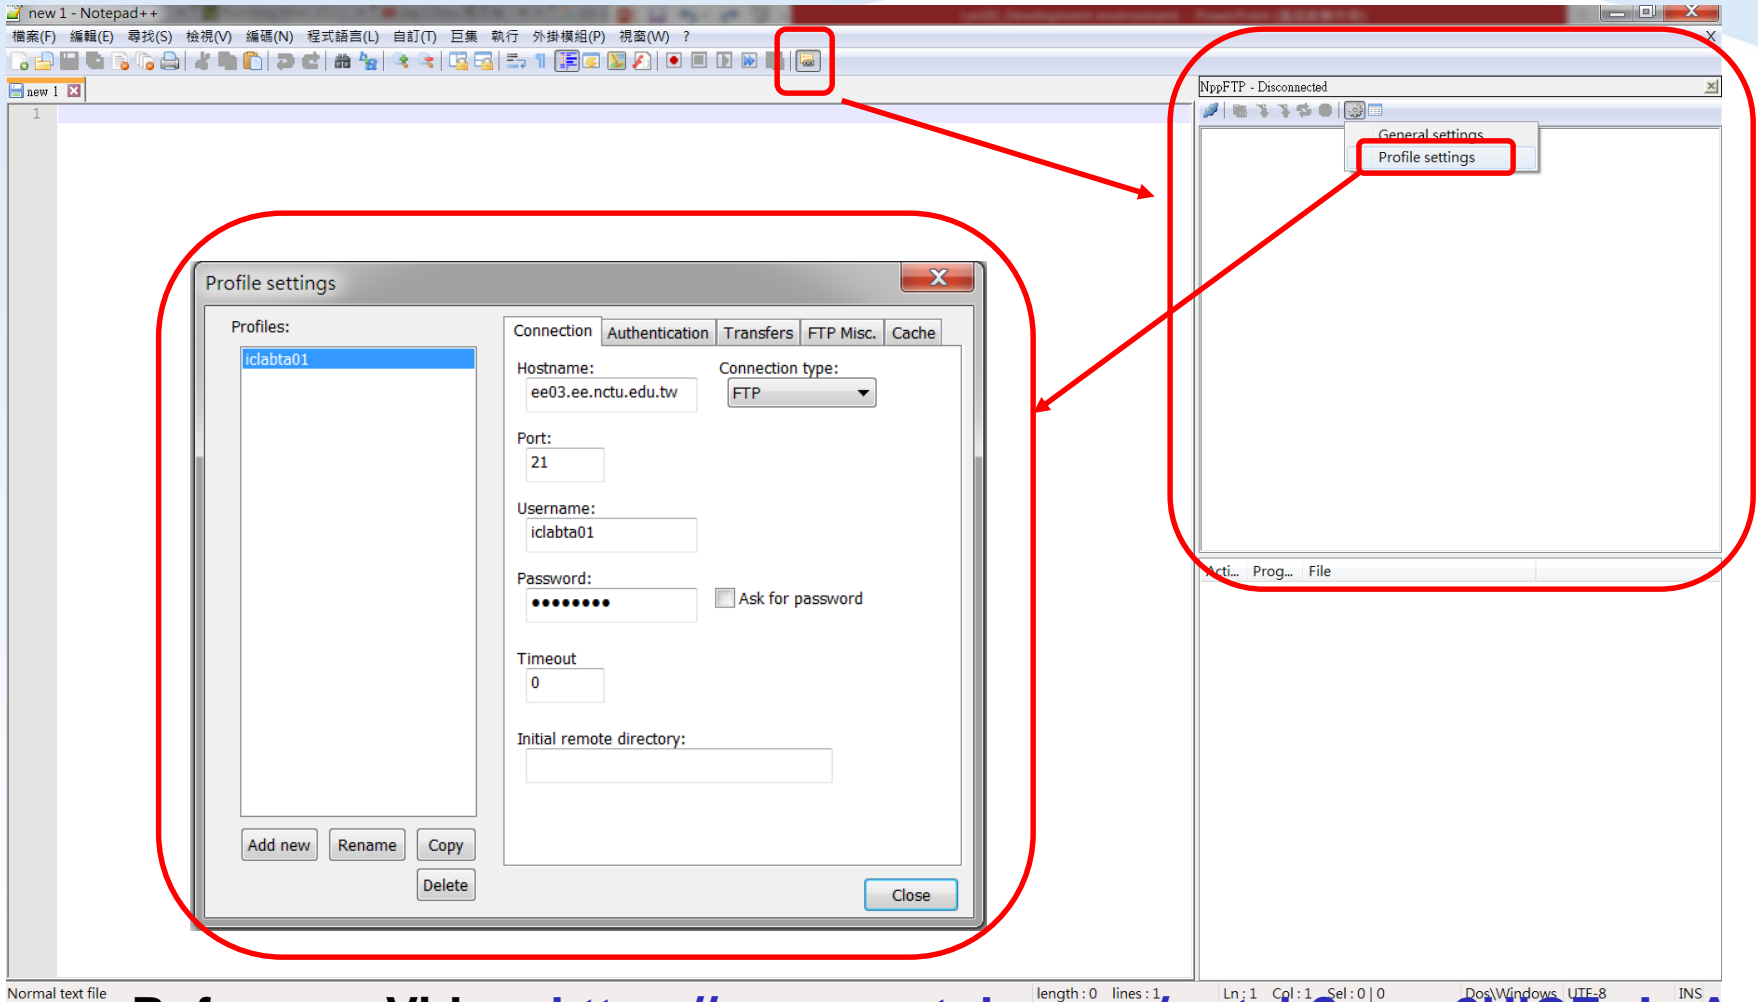 new 1 - Notepad++
檔案(F) 編輯(E) 尋找(S) 檢視(V) 編碼(N) 程式語言(L) 自訂(T) 巨集 執行 外掛模組(P) 視窗(W) ? X
new 1
1
NppFTP - Disconnected
General settings
Profile settings
Profile settings
Profiles:
iclabta01
Connection Authentication Transfers FTP Misc. Cache
Hostname: Connection type:
ee03.ee.nctu.edu.tw FTP
Port:
21
Username:
iclabta01
Password:
●●●●●●●● Ask for password
Timeout
0
Initial remote directory:
Add new Rename Copy
Delete
Close
Acti... Prog... File
Normal text file length : 0 lines : 1 Ln : 1 Col : 1 Sel : 0 | 0 Dos\Windows UTF-8 INS